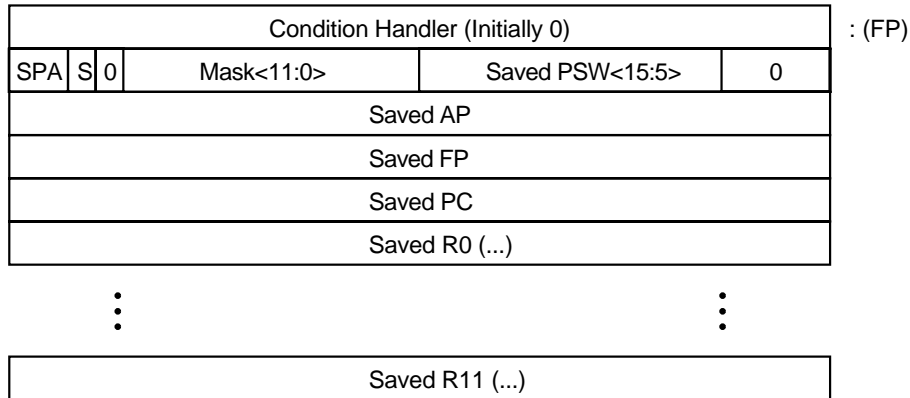 Condition Handler (Initially 0) : (FP)
SPA S 0 Mask<11:0> Saved PSW<15:5> 0
Saved AP
Saved FP
Saved PC
Saved R0 (...)
Saved R11 (...)